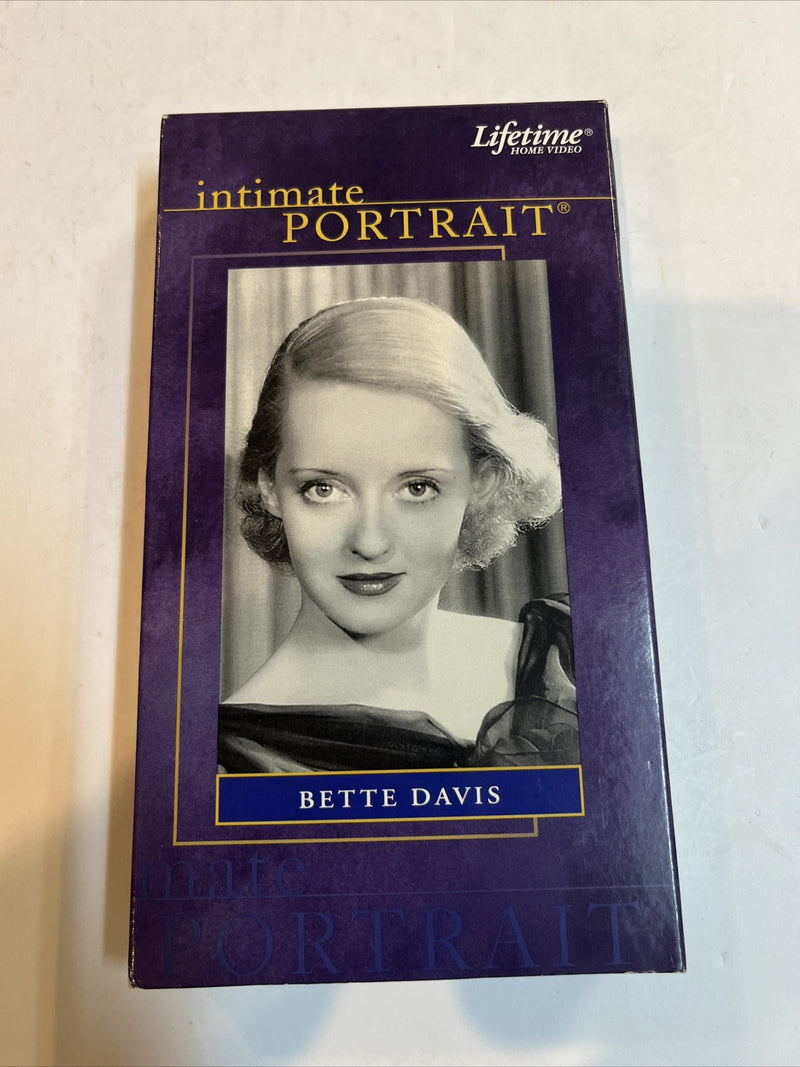 Lifetime®
HOME VIDEO
intimate
PORTRAIT®
BETTE DAVIS
mate
PORTRAIT